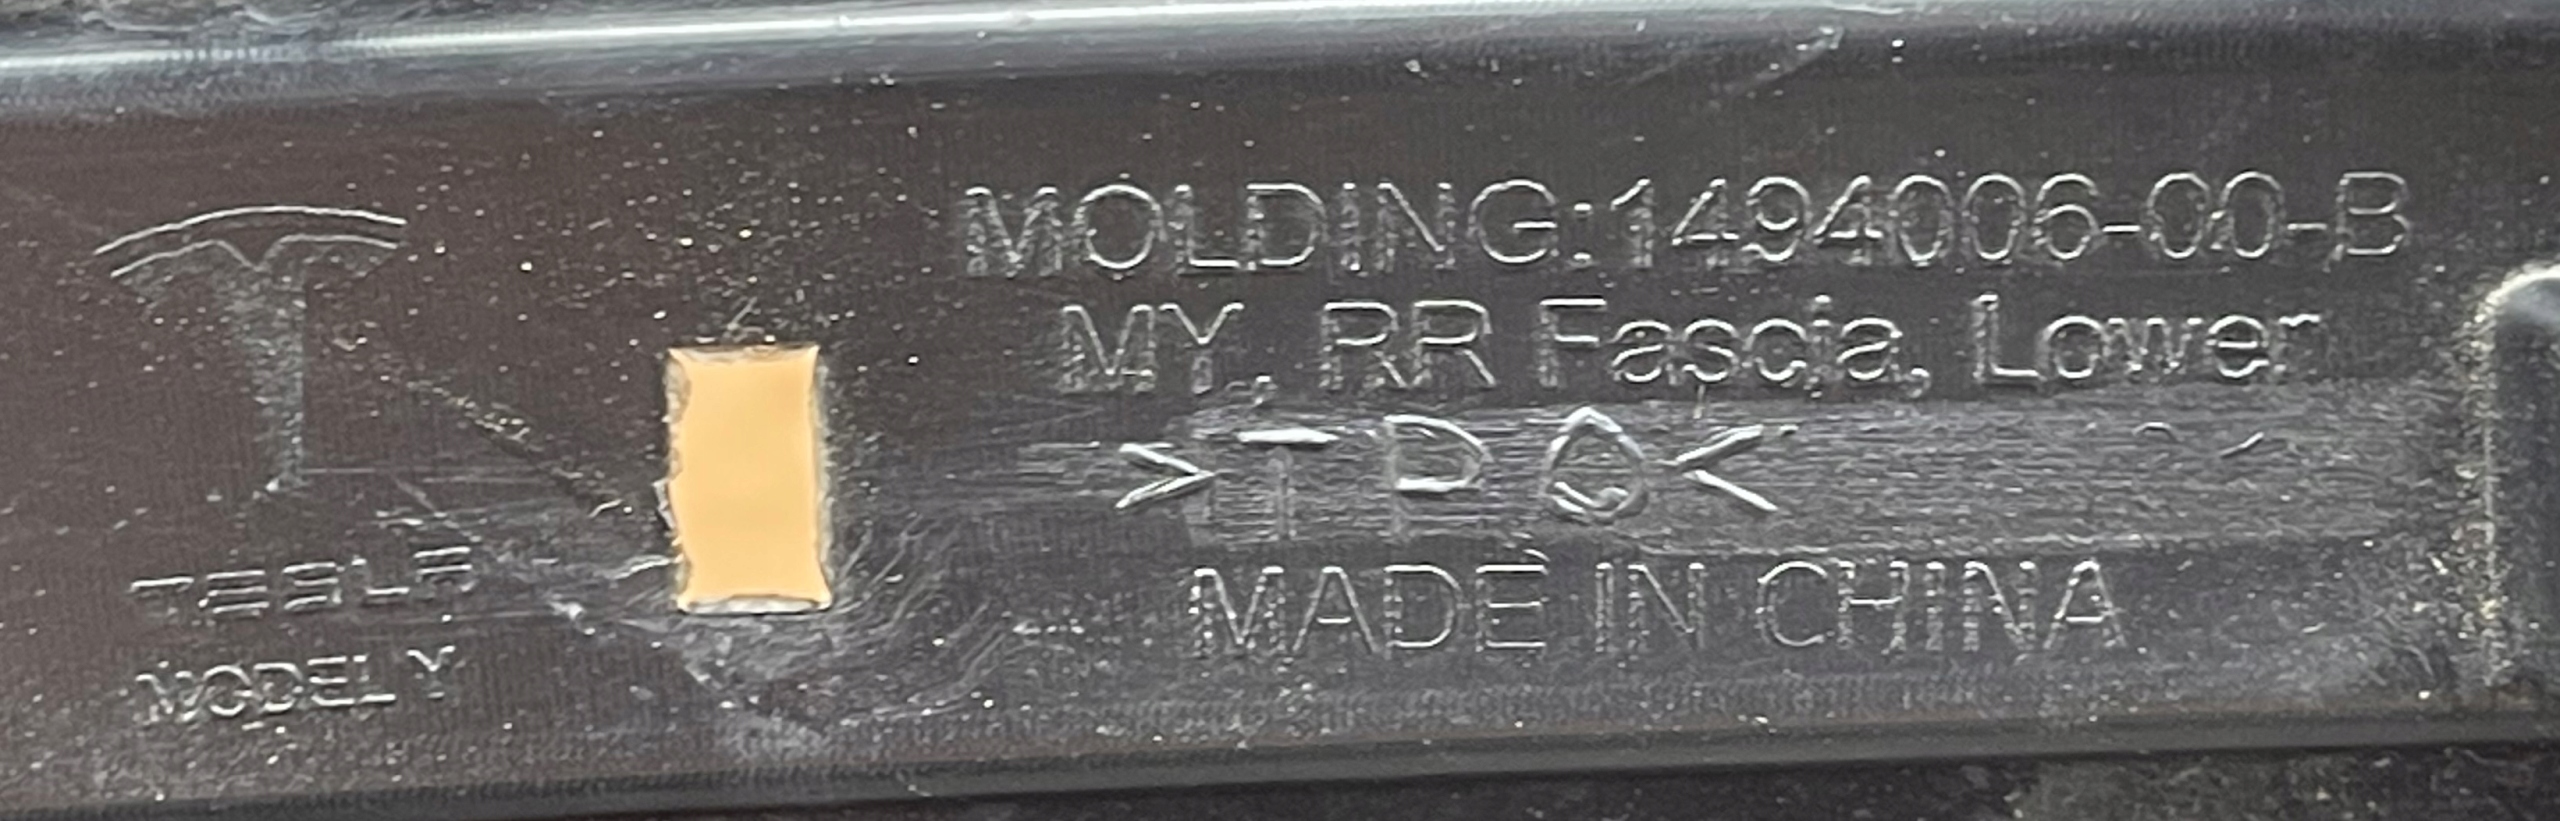 MOLDING:1494006-00-B
MY, RR Fascia, Lower
>TPO<
MADE IN CHINA
TESLA
MODEL Y